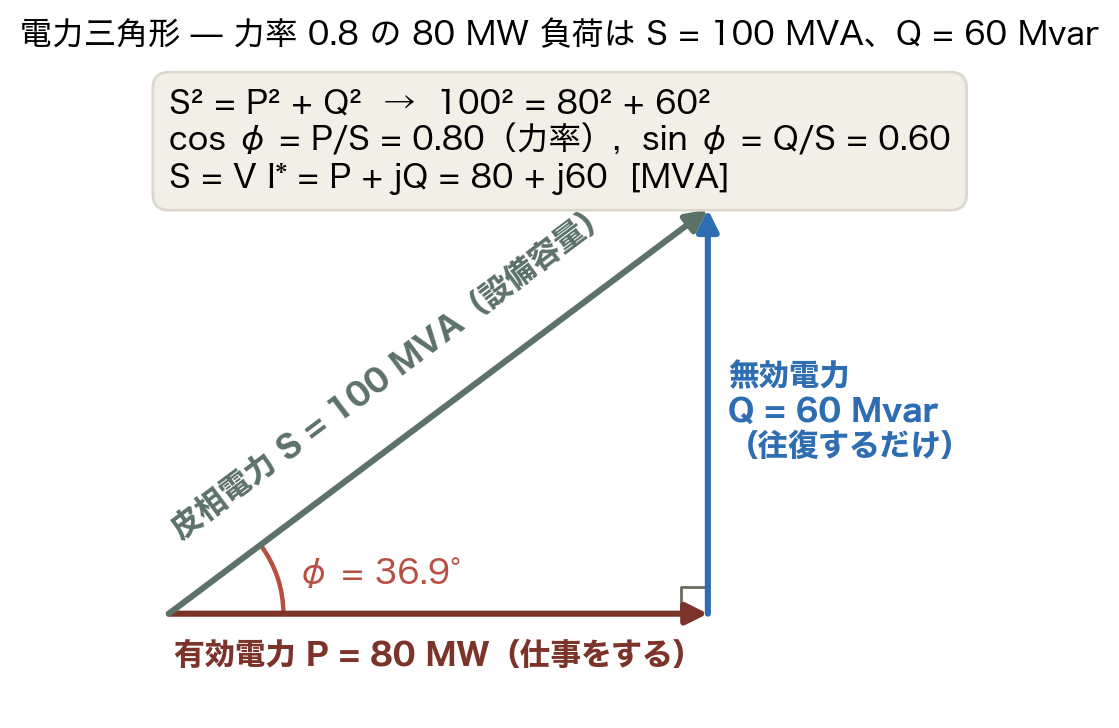 電力三角形 — 力率 0.8 の 80 MW 負荷は S = 100 MVA、Q = 60 Mvar
S² = P² + Q² → 100² = 80² + 60²
cos φ = P/S = 0.80（力率）, sin φ = Q/S = 0.60
S = V I* = P + jQ = 80 + j60 [MVA]
皮相電力 S = 100 MVA（設備容量）
無効電力
Q = 60 Mvar
（往復するだけ）
φ = 36.9°
有効電力 P = 80 MW（仕事をする）